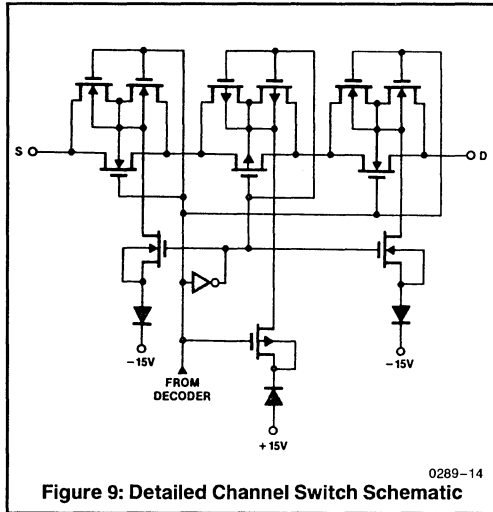 S
D
−15V
FROM
DECODER
−15V
+15V
0289–14
Figure 9: Detailed Channel Switch Schematic